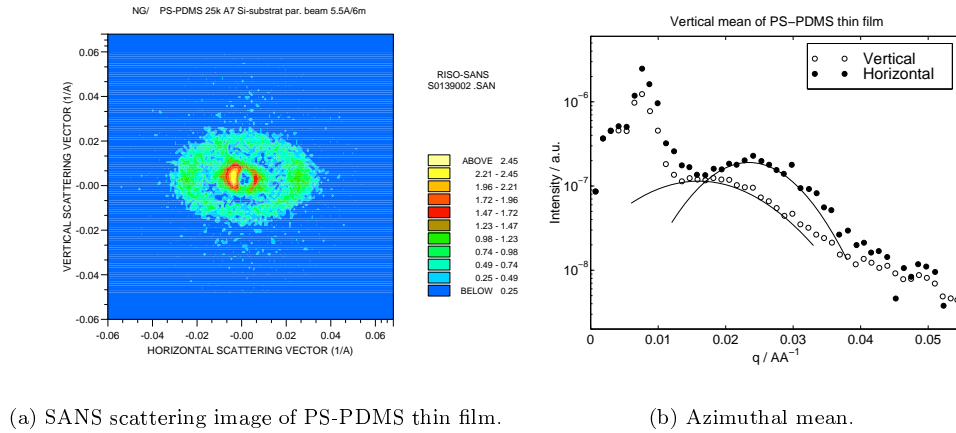 NG/ PS-PDMS 25k A7 Si-substrat par. beam 5.5A/6m
VERTICAL SCATTERING VECTOR (1/A)
0.06
0.04
0.02
-0.00
-0.02
-0.04
-0.06
-0.06 -0.04 -0.02 -0.00 0.02 0.04 0.06
HORIZONTAL SCATTERING VECTOR (1/A)
RISO-SANS
S0139002 .SAN
ABOVE 2.45
2.21 - 2.45
1.96 - 2.21
1.72 - 1.96
1.47 - 1.72
1.23 - 1.47
0.98 - 1.23
0.74 - 0.98
0.49 - 0.74
0.25 - 0.49
BELOW 0.25
(a) SANS scattering image of PS-PDMS thin film.
Vertical mean of PS–PDMS thin film
Vertical
Horizontal
Intensity / a.u.
10⁻⁶
10⁻⁷
10⁻⁸
0 0.01 0.02 0.03 0.04 0.05
q / AA⁻¹
(b) Azimuthal mean.